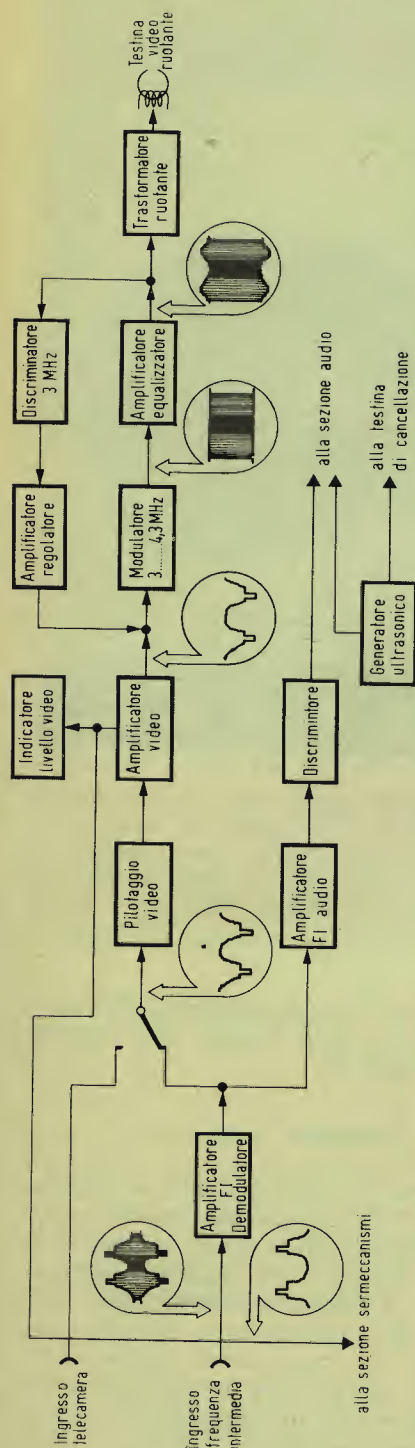 Ingresso
telecamera
Ingresso
frequenza
intermedia
alla sezione sermeccanismi
Amplificatore
FI
Demodulatore
Pilotaggio
video
Amplificatore
FI audio
Indicatore
livello video
Amplificatore
video
Discrimintore
Amplificatore
regolatore
Modulatore
3......4,3MHz
Generatore
ultrasonico
Discriminatore
3 MHz
Amplificatore
equalizzatore
alla sezione audio
alla testina
di cancellazione
Trasformatore
ruotante
Testina
video
ruotante